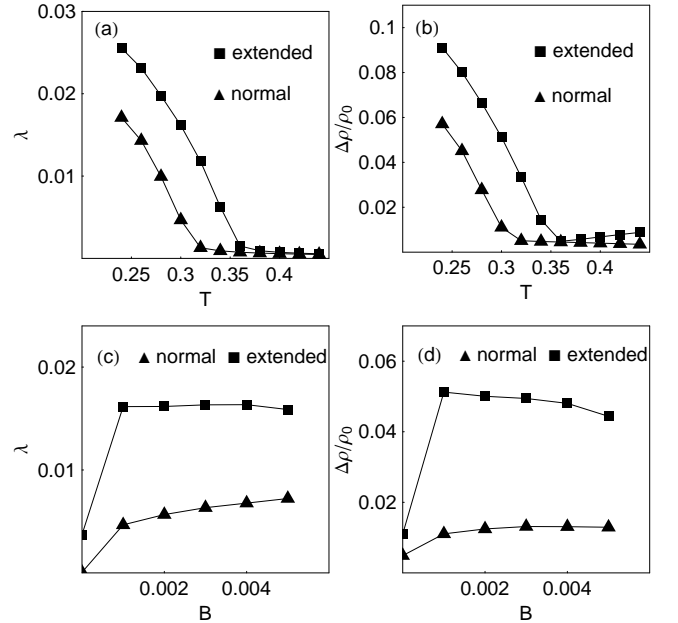 (a)
extended
normal
0.03
0.02
0.01
λ
0.25 0.3 0.35 0.4
T
(b)
extended
normal
0.1
0.08
0.06
0.04
0.02
Δρ/ρ0
0.25 0.3 0.35 0.4
T
(c) normal extended
0.02
0.01
λ
0.002 0.004
B
(d) normal extended
0.06
0.04
0.02
Δρ/ρ0
0.002 0.004
B